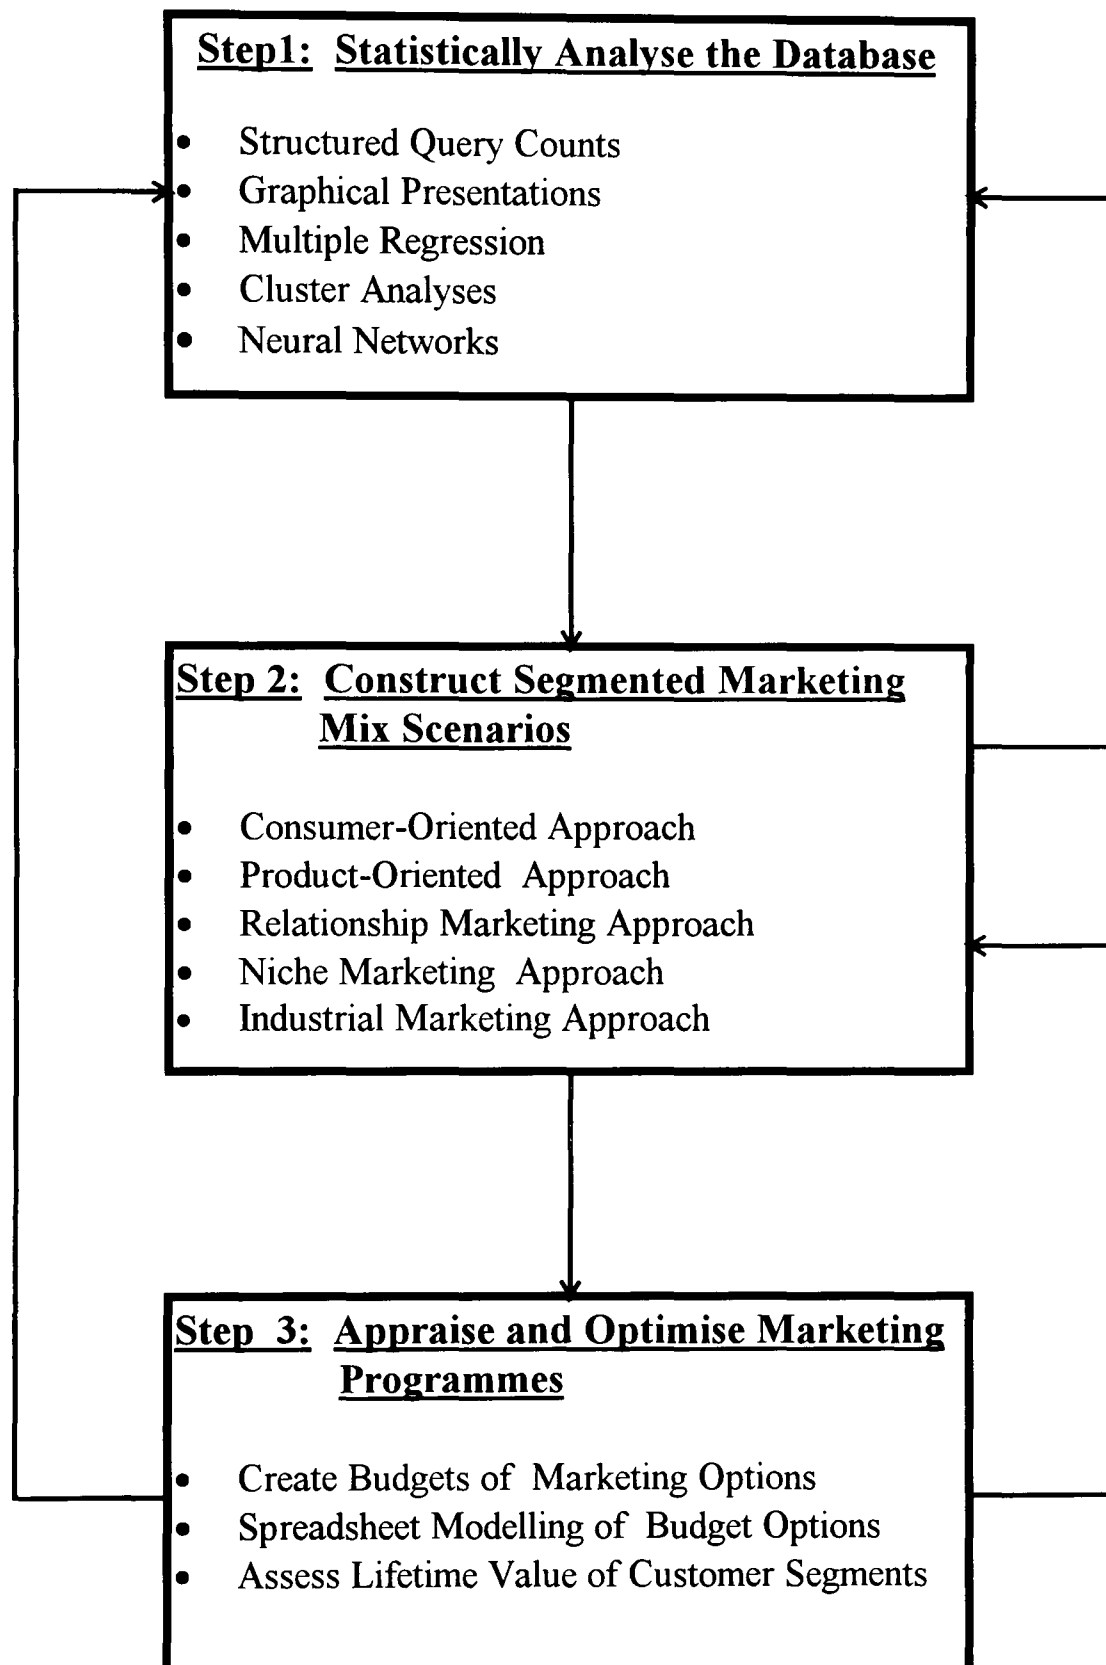 Step1: Statistically Analyse the Database
• Structured Query Counts
• Graphical Presentations
• Multiple Regression
• Cluster Analyses
• Neural Networks
Step 2: Construct Segmented Marketing
Mix Scenarios
• Consumer-Oriented Approach
• Product-Oriented Approach
• Relationship Marketing Approach
• Niche Marketing Approach
• Industrial Marketing Approach
Step 3: Appraise and Optimise Marketing
Programmes
• Create Budgets of Marketing Options
• Spreadsheet Modelling of Budget Options
• Assess Lifetime Value of Customer Segments